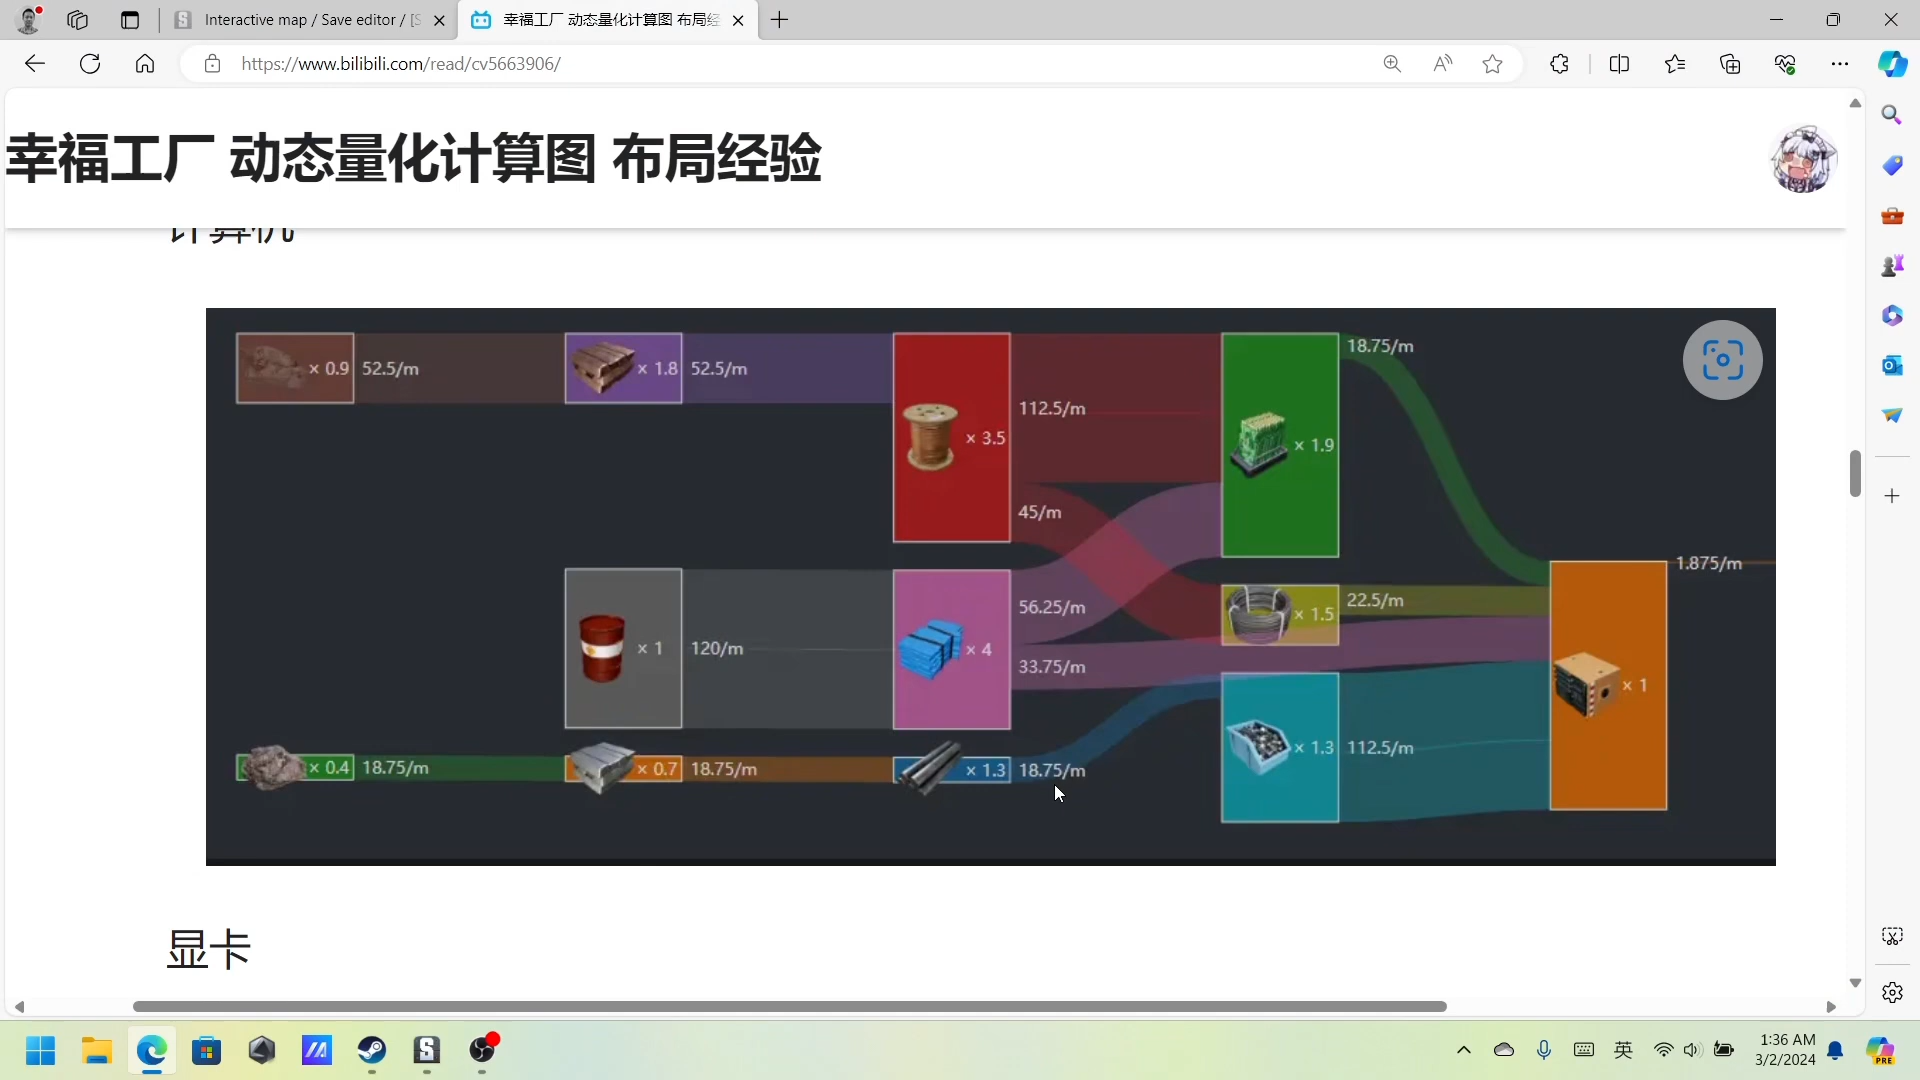 Interactive map / Save editor / [S
幸福工厂 动态量化计算图 布局经
https://www.bilibili.com/read/cv5663906/
幸福工厂 动态量化计算图 布局经验
计算机
× 0.9 52.5/m
× 1.8 52.5/m
× 3.5
112.5/m
45/m
× 1.9
18.75/m
× 1 120/m
× 4
56.25/m
33.75/m
× 1.5 22.5/m
1.875/m
× 1
× 0.4 18.75/m
× 0.7 18.75/m
× 1.3 18.75/m
× 1.3 112.5/m
显卡
英
1:36 AM
3/2/2024
PRE